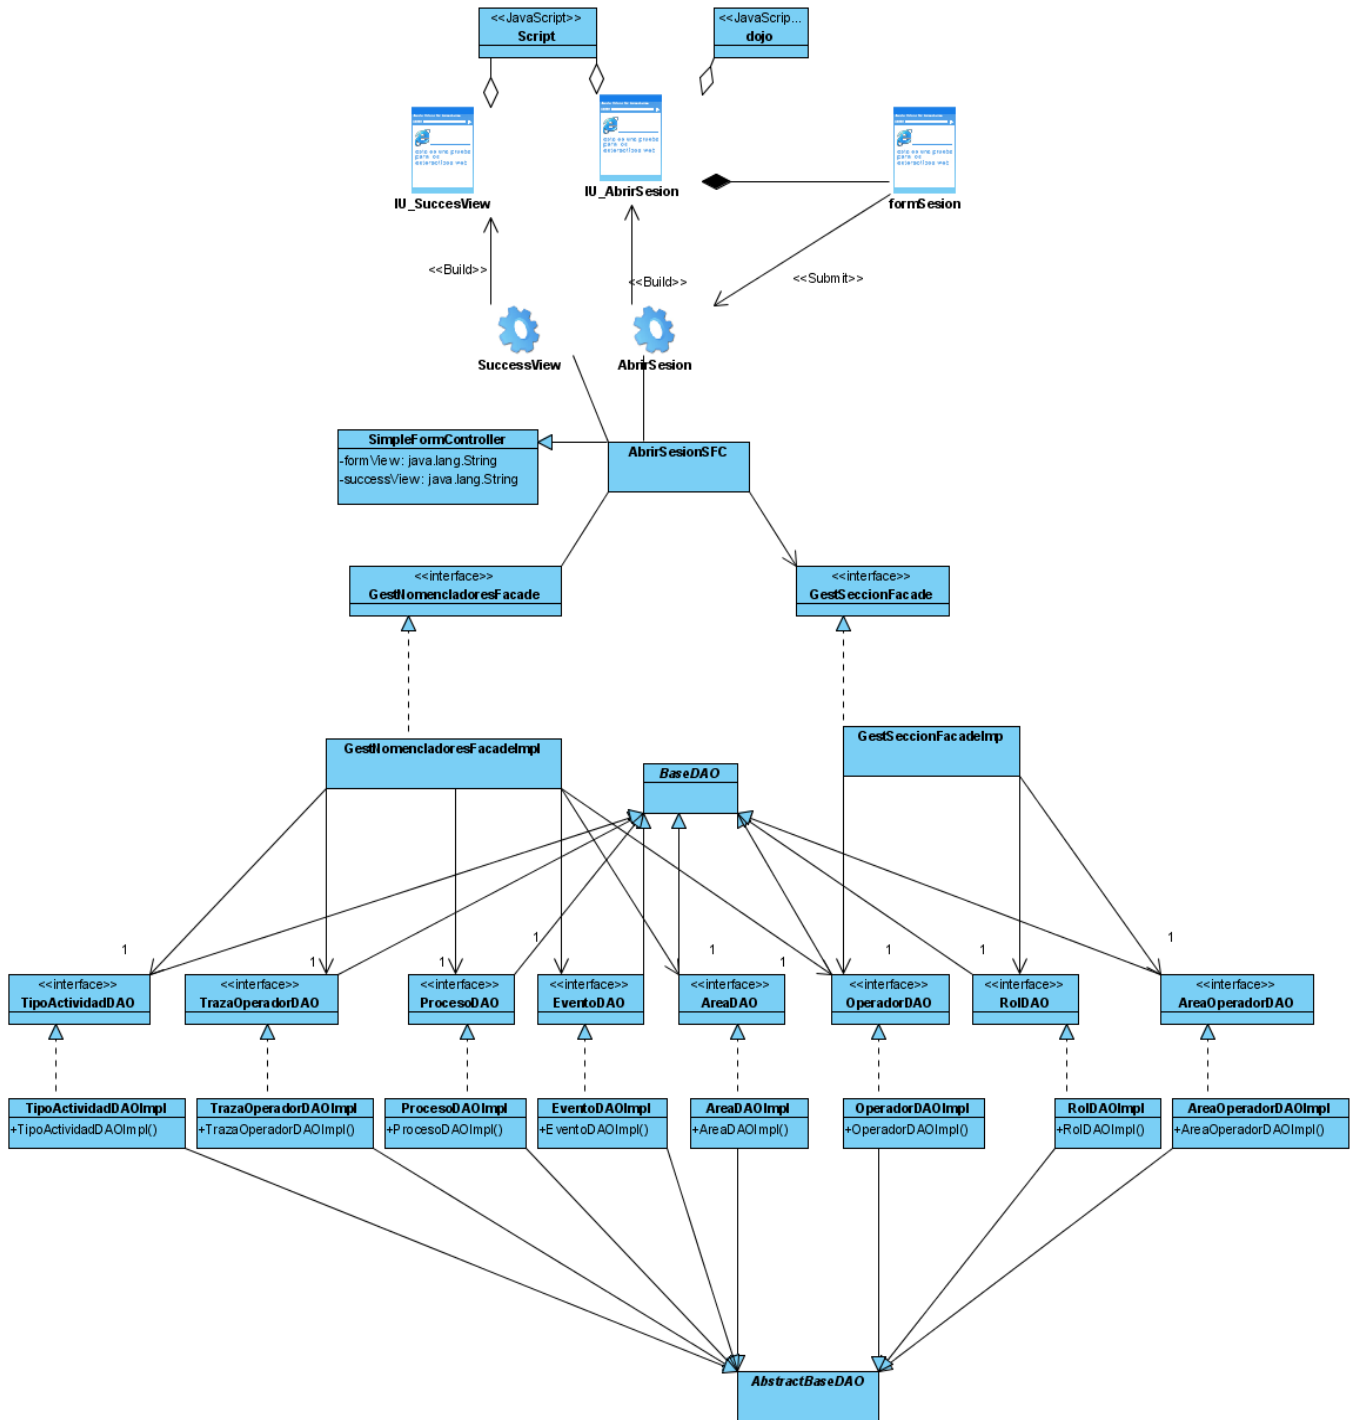 <<JavaScript>>
Script
<<JavaScrip...
dojo
IU_SuccesView
IU_AbrirSesion
formSesion
<<Build>>
<<Build>>
<<Submit>>
SuccessView
AbrirSesion
SimpleFormController
-formView: java.lang.String
-successView: java.lang.String
AbrirSesionSFC
<<interface>>
GestNomencladoresFacade
<<interface>>
GestSeccionFacade
GestNomencladoresFacadeImpl
GestSeccionFacadeImp
BaseDAO
1
1
1
1
1
1
1
1
<<interface>>
TipoActividadDAO
<<interface>>
TrazaOperadorDAO
<<interface>>
ProcesoDAO
<<interface>>
EventoDAO
<<interface>>
AreaDAO
<<interface>>
OperadorDAO
<<interface>>
RolDAO
<<interface>>
AreaOperadorDAO
TipoActividadDAOImpl
+TipoActividadDAOImpl()
TrazaOperadorDAOImpl
+TrazaOperadorDAOImpl()
ProcesoDAOImpl
+ProcesoDAOImpl()
EventoDAOImpl
+EventoDAOImpl()
AreaDAOImpl
+AreaDAOImpl()
OperadorDAOImpl
+OperadorDAOImpl()
RolDAOImpl
+RolDAOImpl()
AreaOperadorDAOImpl
+AreaOperadorDAOImpl()
AbstractBaseDAO